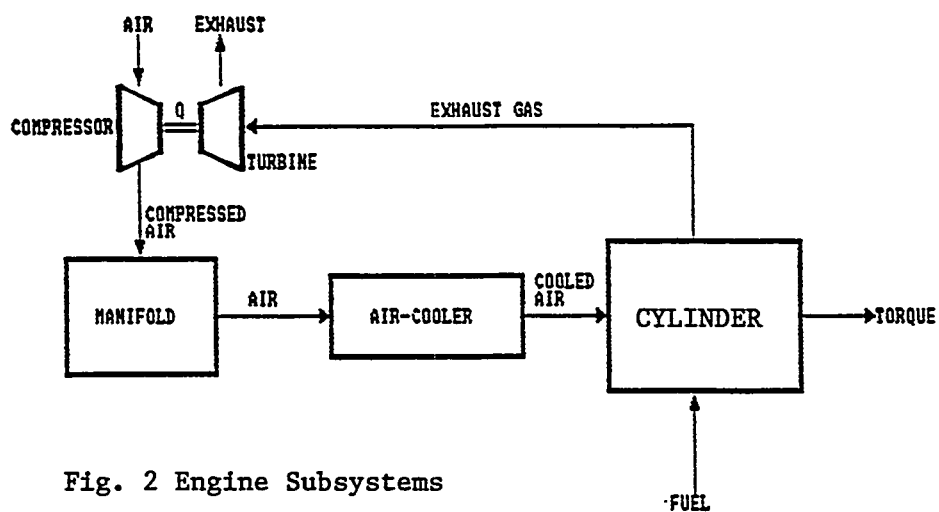 AIR
EXHAUST
Q
COMPRESSOR
EXHAUST GAS
TURBINE
COMPRESSED
AIR
MANIFOLD
AIR
AIR-COOLER
COOLED
AIR
CYLINDER
TORQUE
Fig. 2 Engine Subsystems
FUEL